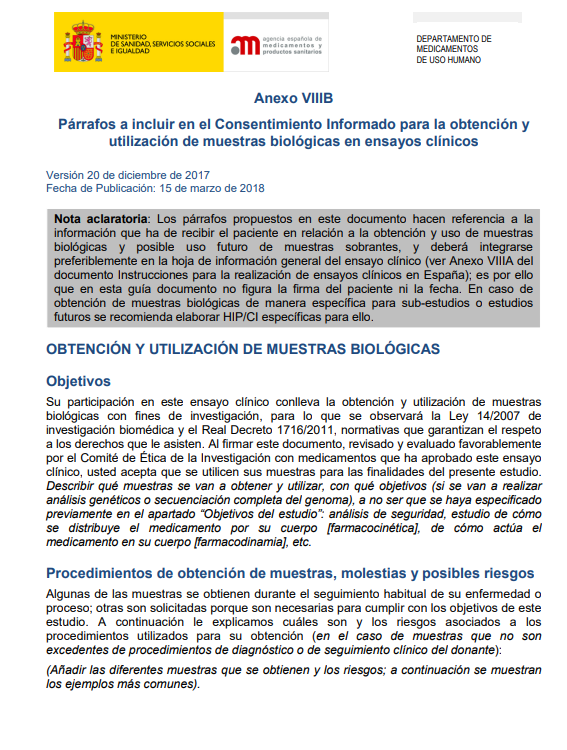 MINISTERIO
DE SANIDAD, SERVICIOS SOCIALES
E IGUALDAD
agencia española de
medicamentos y
productos sanitarios
DEPARTAMENTO DE
MEDICAMENTOS
DE USO HUMANO
Anexo VIIIB
Párrafos a incluir en el Consentimiento Informado para la obtención y
utilización de muestras biológicas en ensayos clínicos
Versión 20 de diciembre de 2017
Fecha de Publicación: 15 de marzo de 2018
Nota aclaratoria: Los párrafos propuestos en este documento hacen referencia a la
información que ha de recibir el paciente en relación a la obtención y uso de muestras
biológicas y posible uso futuro de muestras sobrantes, y deberá integrarse
preferiblemente en la hoja de información general del ensayo clínico (ver Anexo VIIIA del
documento Instrucciones para la realización de ensayos clínicos en España); es por ello
que en esta guía documento no figura la firma del paciente ni la fecha. En caso de
obtención de muestras biológicas de manera específica para sub-estudios o estudios
futuros se recomienda elaborar HIP/CI específicas para ello.
OBTENCIÓN Y UTILIZACIÓN DE MUESTRAS BIOLÓGICAS
Objetivos
Su participación en este ensayo clínico conlleva la obtención y utilización de muestras
biológicas con fines de investigación, para lo que se observará la Ley 14/2007 de
investigación biomédica y el Real Decreto 1716/2011, normativas que garantizan el respeto
a los derechos que le asisten. Al firmar este documento, revisado y evaluado favorablemente
por el Comité de Ética de la Investigación con medicamentos que ha aprobado este ensayo
clínico, usted acepta que se utilicen sus muestras para las finalidades del presente estudio.
Describir qué muestras se van a obtener y utilizar, con qué objetivos (si se van a realizar
análisis genéticos o secuenciación completa del genoma), a no ser que se haya especificado
previamente en el apartado “Objetivos del estudio”: análisis de seguridad, estudio de cómo
se distribuye el medicamento por su cuerpo [farmacocinética], de cómo actúa el
medicamento en su cuerpo [farmacodinamia], etc.
Procedimientos de obtención de muestras, molestias y posibles riesgos
Algunas de las muestras se obtienen durante el seguimiento habitual de su enfermedad o
proceso; otras son solicitadas porque son necesarias para cumplir con los objetivos de este
estudio. A continuación le explicamos cuáles son y los riesgos asociados a los
procedimientos utilizados para su obtención (en el caso de muestras que no son
excedentes de procedimientos de diagnóstico o de seguimiento clínico del donante):
(Añadir las diferentes muestras que se obtienen y los riesgos; a continuación se muestran
los ejemplos más comunes).